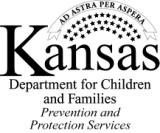 AD ASTRA PER ASPERA
Kansas
Department for Children
and Families
Prevention and
Protection Services